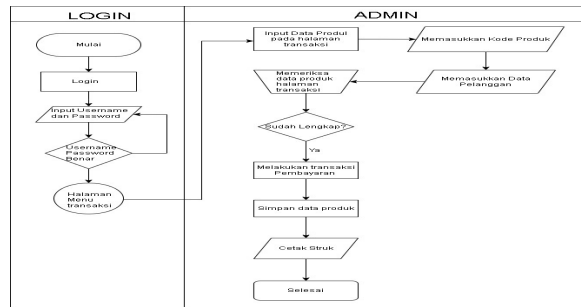 LOGIN
ADMIN
Mulai
Login
Input Username
dan Password
Username
Password
Benar
Halaman
Menu
transaksi
Input Data Produi
pada halaman
transaksi
Memasukkan Kode Produk
Memasukkan Data
Pelanggan
Memeriksa
data produk
halaman
transaksi
Sudah Lengkap?
Ya
Melakukan transaksi
Pembayaran
Simpan data produk
Cetak Struk
Selesai